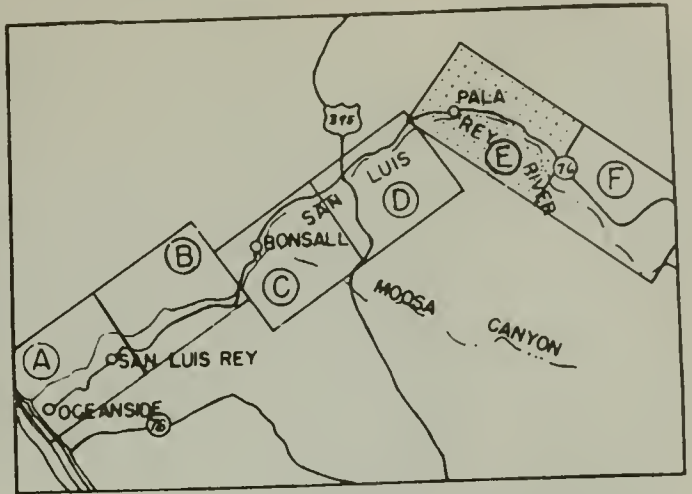 395
PALA
REY RIVER
E
76
F
SAN LUIS
D
B
BONSALL
C
MOOSA CANYON
A
SAN LUIS REY
OCEANSIDE
76